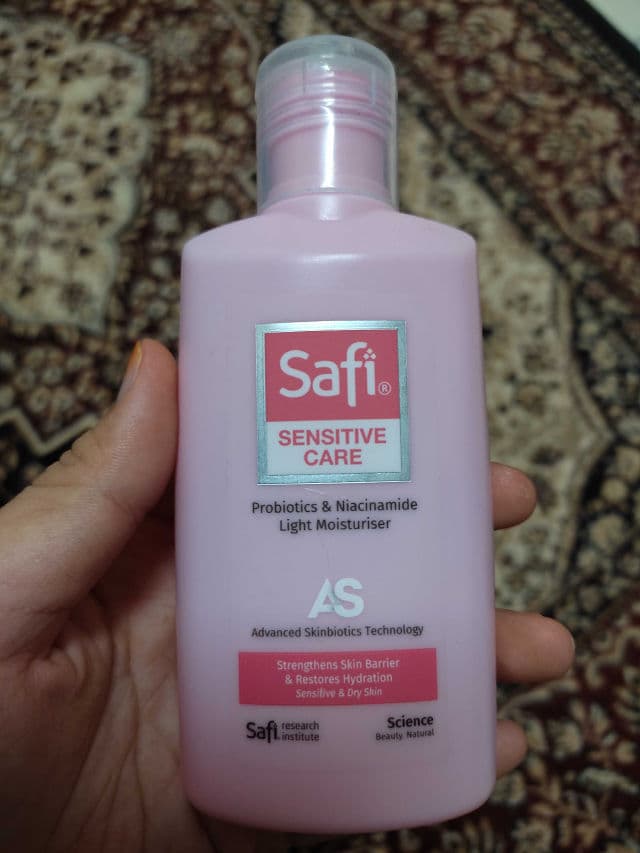 Safi®
SENSITIVE
CARE
Probiotics & Niacinamide
Light Moisturiser
AS
Advanced Skinbiotics Technology
Strengthens Skin Barrier
& Restores Hydration
Sensitive & Dry Skin
Safi. research institute
Science
Beauty. Natural